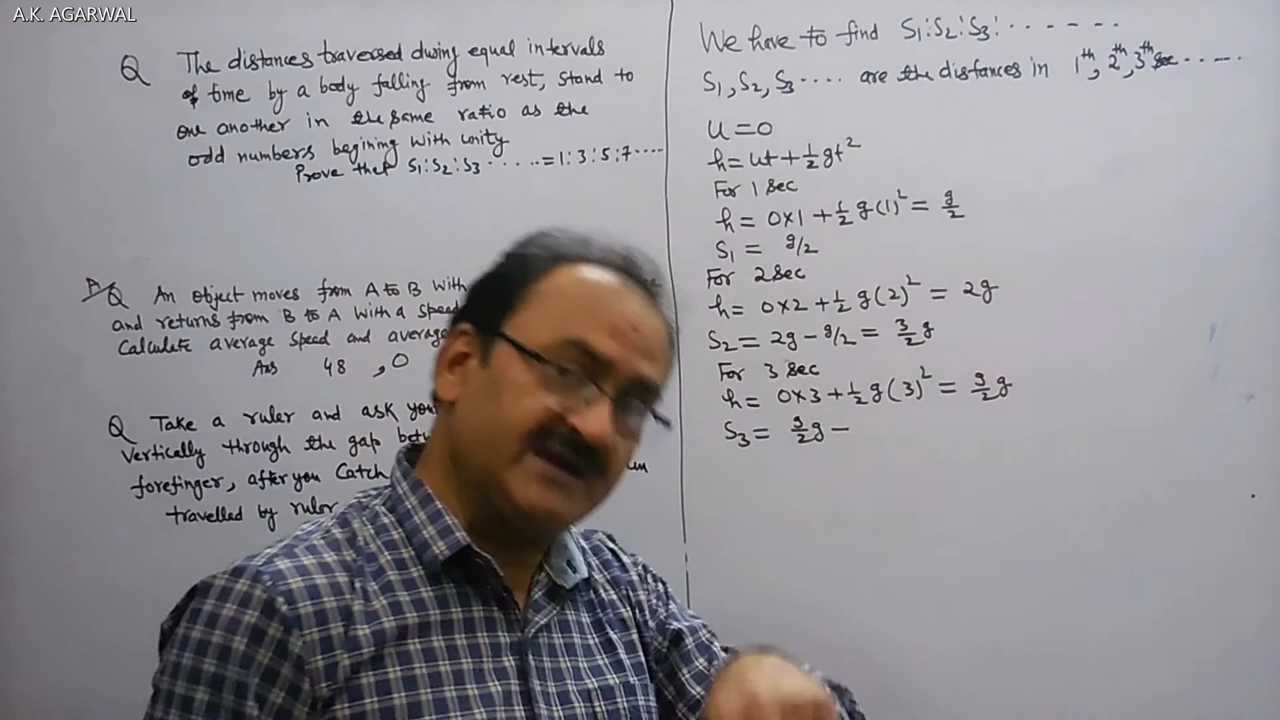 A.K. AGARWAL
Q The distances traversed during equal intervals
of time by a body falling from rest, stand to
one another in the same ratio as the
odd numbers begining with unity
Prove that S₁:S₂:S₃ ...... = 1:3:5:7....
Q An object moves from A to B with
and returns from B to A with a speed
Calculate average speed and average
Ans 48 , 0
Q Take a ruler and ask you
vertically through the gap
forefinger, after you catch
travelled by ruler
We have to find S₁:S₂:S₃: .......
S₁, S₂, S₃ .... are the distances in 1th, 2th, 3th .....
u = 0
h = ut + 1/2 gt²
For 1 sec
h = 0×1 + 1/2 g(1)² = g/2
S₁ = g/2
For 2 sec
h = 0×2 + 1/2 g(2)² = 2g
S₂ = 2g − g/2 = 3/2 g
For 3 sec
h = 0×3 + 1/2 g(3)² = 9/2 g
S₃ = 9/2 g −